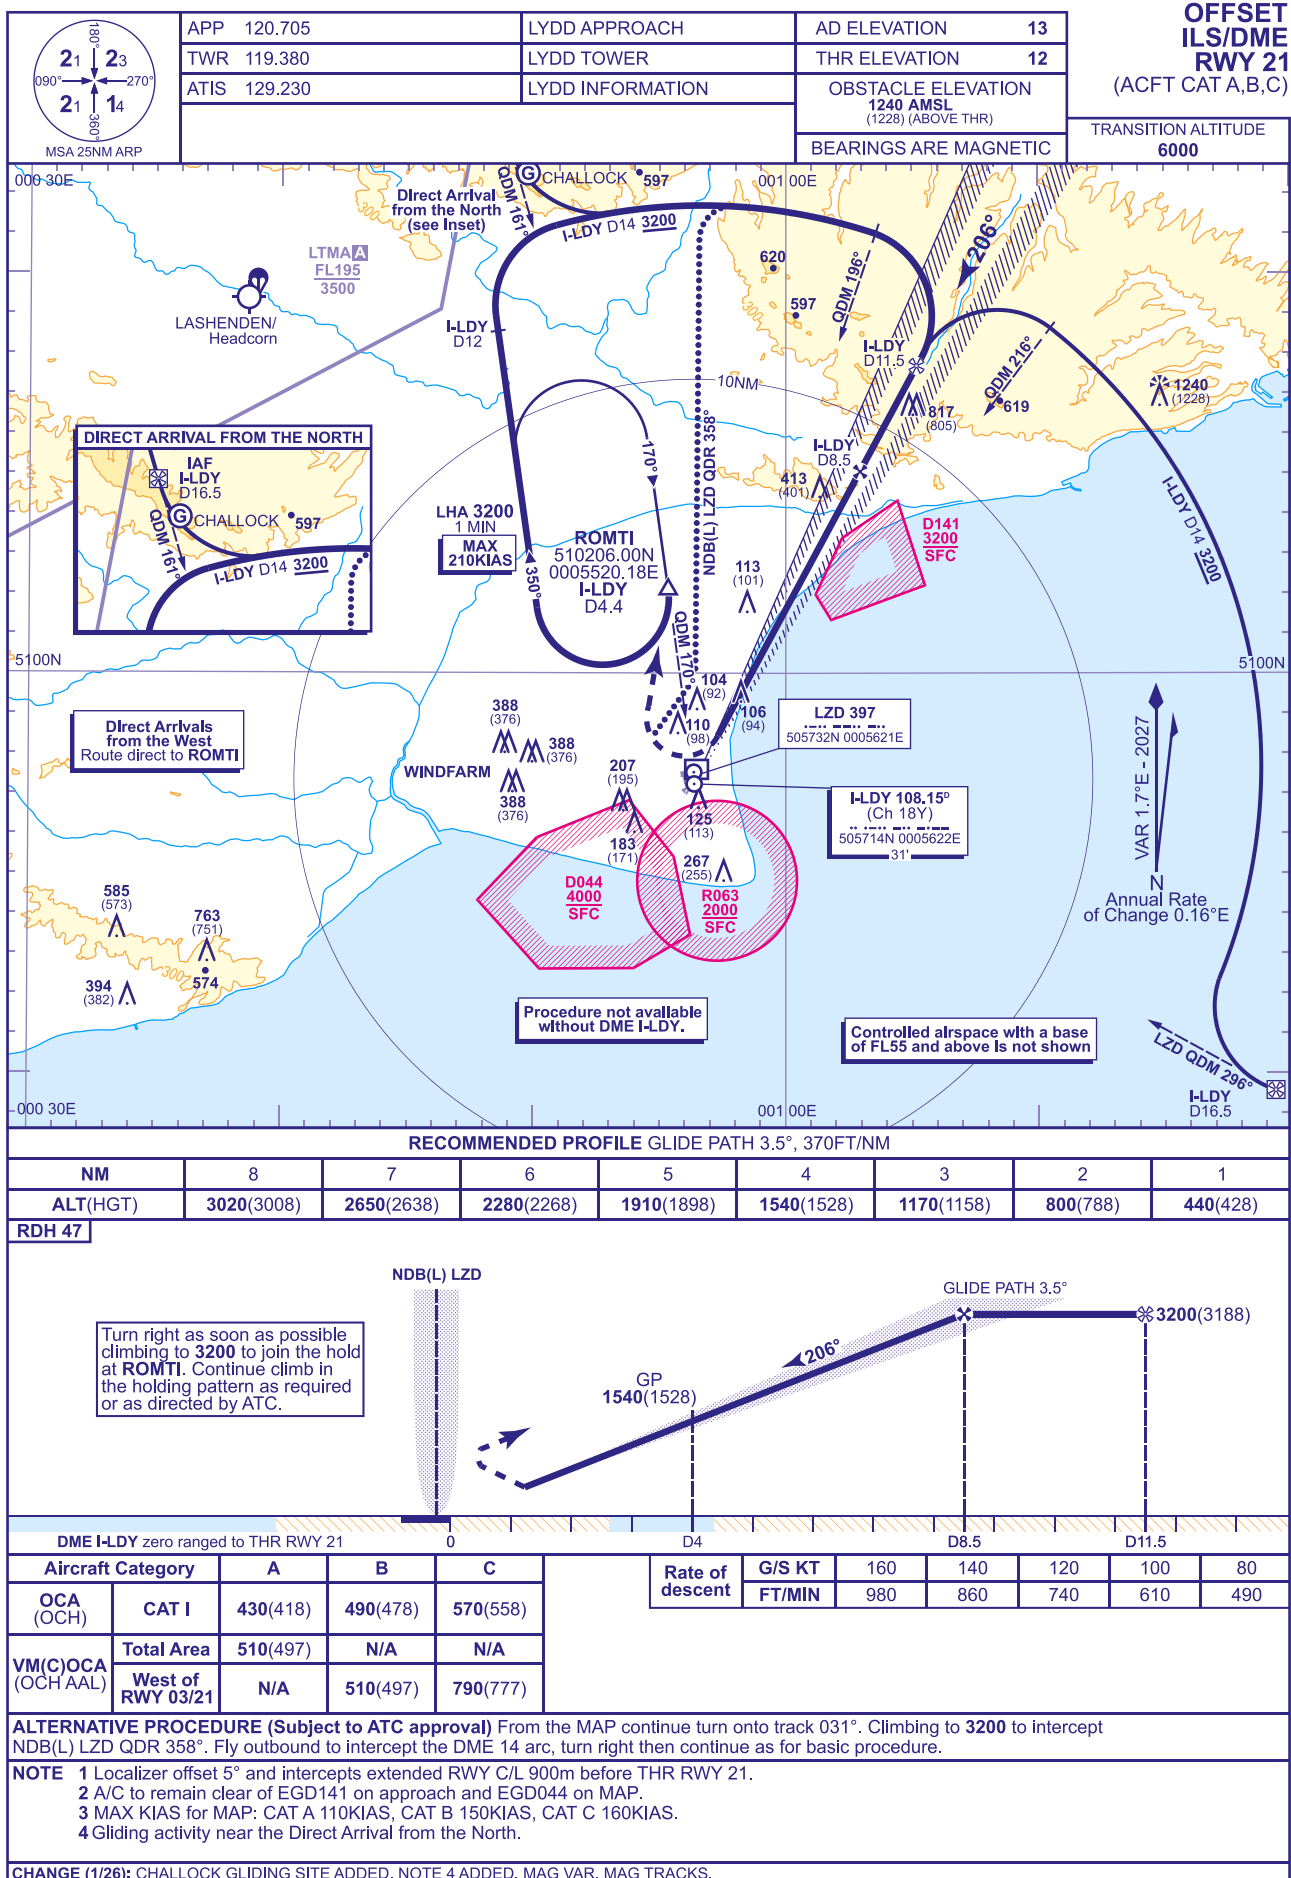 OFFSET
ILS/DME
RWY 21
(ACFT CAT A,B,C)
TRANSITION ALTITUDE
6000
180°
21 23
090° 270°
21 14
360°
MSA 25NM ARP
APP 120.705 LYDD APPROACH AD ELEVATION 13
TWR 119.380 LYDD TOWER THR ELEVATION 12
ATIS 129.230 LYDD INFORMATION OBSTACLE ELEVATION
1240 AMSL
(1228) (ABOVE THR)
BEARINGS ARE MAGNETIC
000 30E
001 00E
G CHALLOCK
597
300
Direct Arrival
from the North
(see Inset)
QDM 161°
I-LDY D14 3200
LTMA A
FL195
3500
LASHENDEN/
Headcorn
I-LDY
D12
620
597
QDM 196°
206°
I-LDY
D11.5
QDM 216°
619
1240
(1228)
10NM
817
(805)
I-LDY
D8.5
413
(401)
170°
NDB(L) LZD QDR 358°
I-LDY D14 3200
DIRECT ARRIVAL FROM THE NORTH
IAF
I-LDY
D16.5
G CHALLOCK
597
QDM 161°
I-LDY D14 3200
LHA 3200
1 MIN
MAX
210KIAS
350°
ROMTI
510206.00N
0005520.18E
I-LDY
D4.4
D141
3200
SFC
113
(101)
5100N
5100N
QDM 170°
104
(92)
110
(98)
106
(94)
LZD 397
505732N 0005621E
Direct Arrivals
from the West
Route direct to ROMTI
388
(376)
388
(376)
WINDFARM
388
(376)
207
(195)
I-LDY 108.15D
(Ch 18Y)
505714N 0005622E
31'
125
(113)
183
(171)
267
(255)
D044
4000
SFC
R063
2000
SFC
VAR 1.7°E - 2027
N
Annual Rate
of Change 0.16°E
585
(573)
763
(751)
574
300
394
(382)
Procedure not available
without DME I-LDY.
Controlled airspace with a base
of FL55 and above is not shown
LZD QDM 296°
I-LDY
D16.5
000 30E
001 00E
RECOMMENDED PROFILE GLIDE PATH 3.5°, 370FT/NM
NM 8 7 6 5 4 3 2 1
ALT(HGT) 3020(3008) 2650(2638) 2280(2268) 1910(1898) 1540(1528) 1170(1158) 800(788) 440(428)
RDH 47
NDB(L) LZD
GLIDE PATH 3.5°
3200(3188)
206°
GP
1540(1528)
Turn right as soon as possible
climbing to 3200 to join the hold
at ROMTI. Continue climb in
the holding pattern as required
or as directed by ATC.
DME I-LDY zero ranged to THR RWY 21 0 D4 D8.5 D11.5
Aircraft Category A B C
OCA
(OCH) CAT I 430(418) 490(478) 570(558)
VM(C)OCA
(OCH AAL) Total Area 510(497) N/A N/A
West of
RWY 03/21 N/A 510(497) 790(777)
Rate of
descent G/S KT 160 140 120 100 80
FT/MIN 980 860 740 610 490
ALTERNATIVE PROCEDURE (Subject to ATC approval) From the MAP continue turn onto track 031°. Climbing to 3200 to intercept
NDB(L) LZD QDR 358°. Fly outbound to intercept the DME 14 arc, turn right then continue as for basic procedure.
NOTE 1 Localizer offset 5° and intercepts extended RWY C/L 900m before THR RWY 21.
2 A/C to remain clear of EGD141 on approach and EGD044 on MAP.
3 MAX KIAS for MAP: CAT A 110KIAS, CAT B 150KIAS, CAT C 160KIAS.
4 Gliding activity near the Direct Arrival from the North.
CHANGE (1/26): CHALLOCK GLIDING SITE ADDED. NOTE 4 ADDED. MAG VAR. MAG TRACKS.